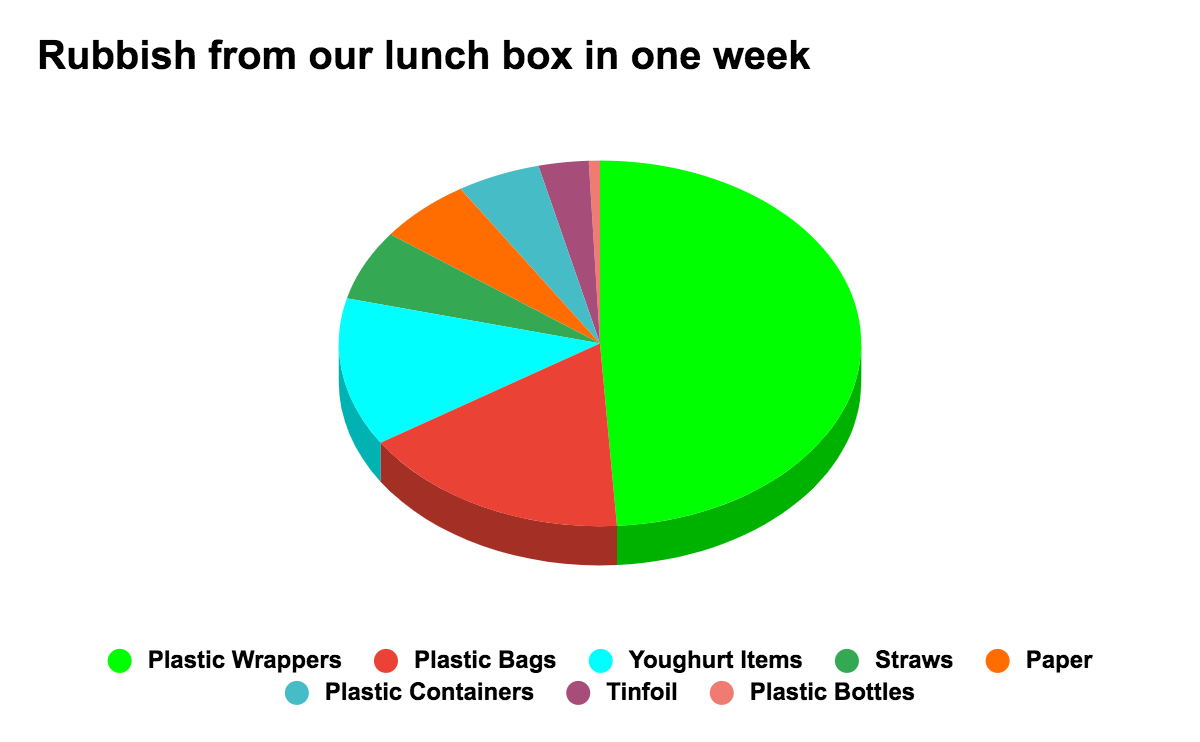 Rubbish from our lunch box in one week
Plastic Wrappers Plastic Bags Youghurt Items Straws Paper
Plastic Containers Tinfoil Plastic Bottles